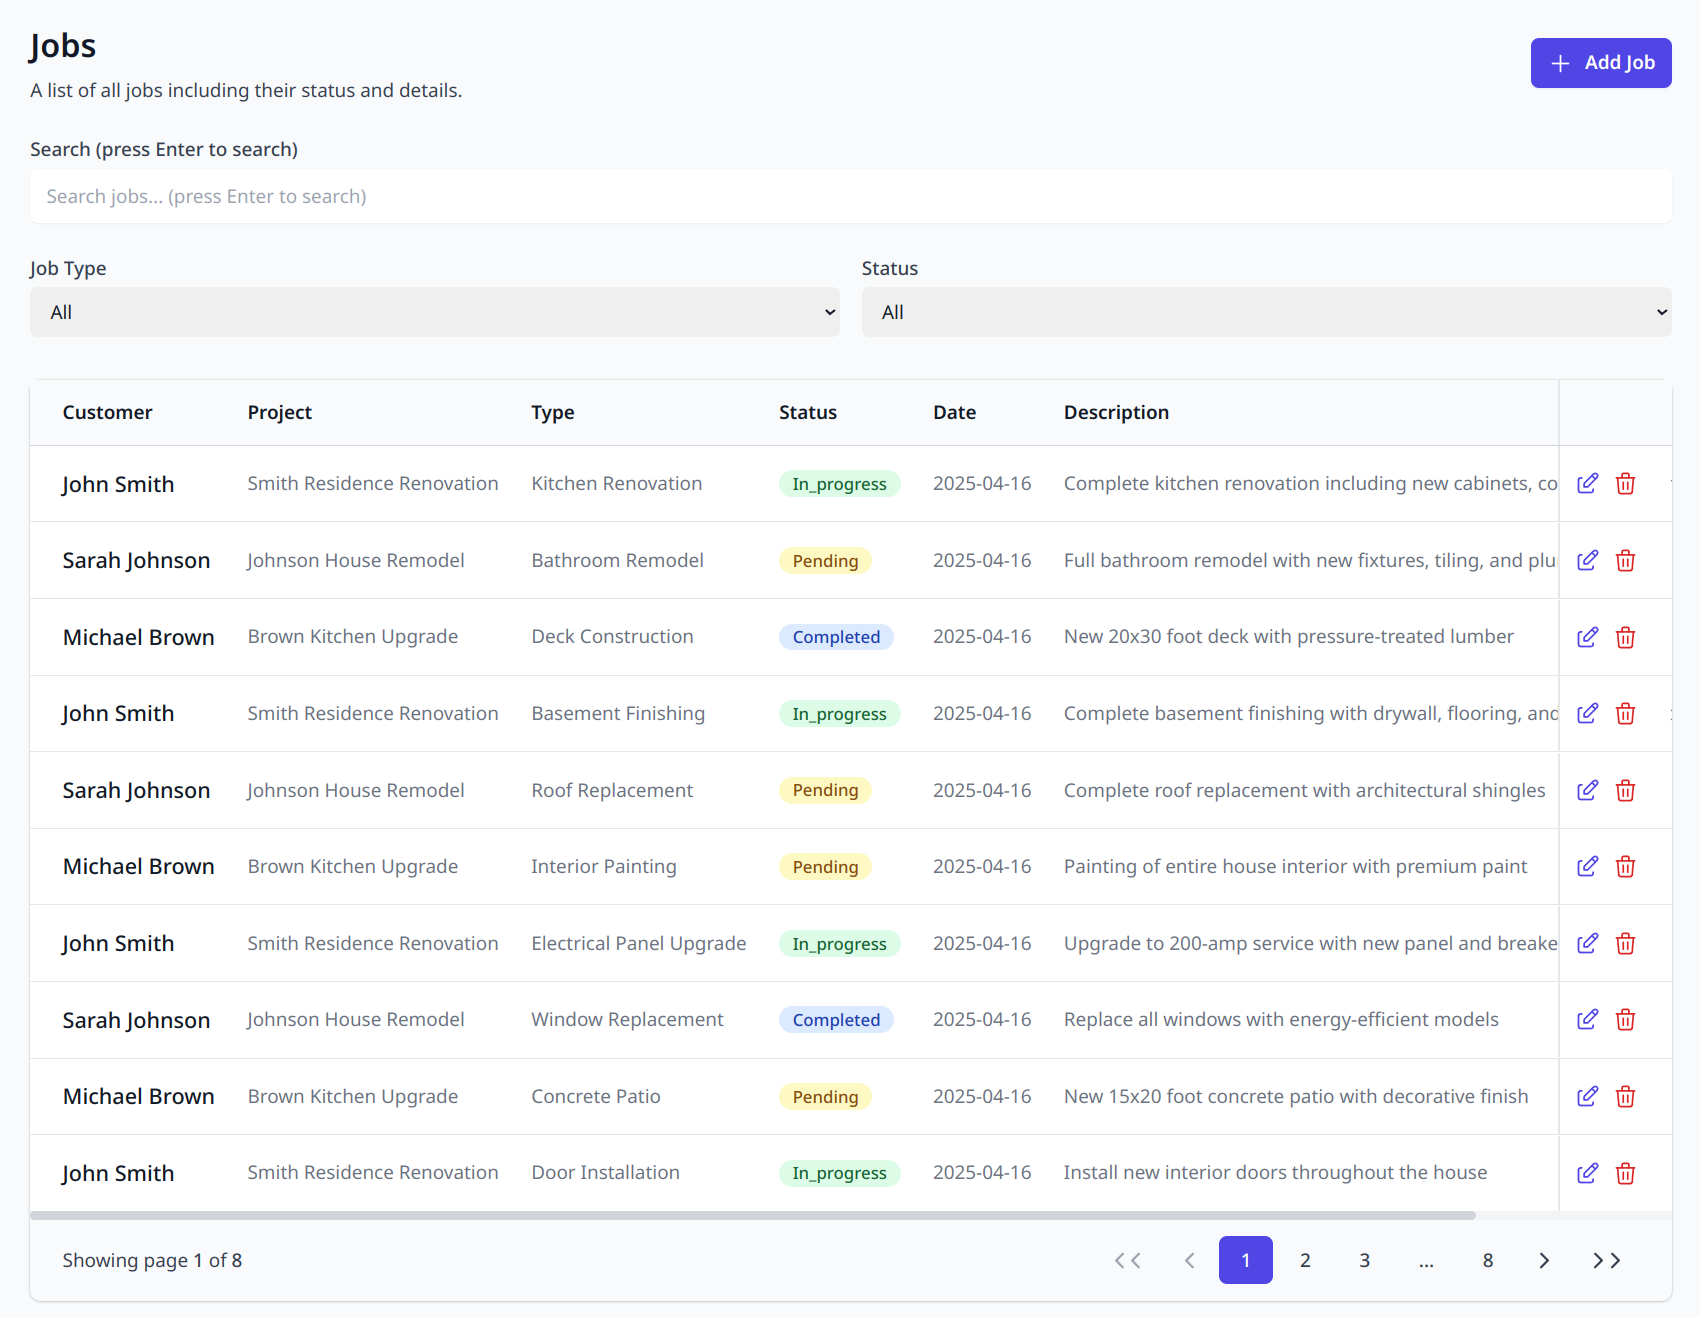 Jobs
A list of all jobs including their status and details.
Add Job
Search (press Enter to search)
Search jobs... (press Enter to search)
Job Type Status
All All
Customer Project Type Status Date Description
John Smith Smith Residence Renovation Kitchen Renovation In_progress 2025-04-16 Complete kitchen renovation including new cabinets, co
Sarah Johnson Johnson House Remodel Bathroom Remodel Pending 2025-04-16 Full bathroom remodel with new fixtures, tiling, and plu
Michael Brown Brown Kitchen Upgrade Deck Construction Completed 2025-04-16 New 20x30 foot deck with pressure-treated lumber
John Smith Smith Residence Renovation Basement Finishing In_progress 2025-04-16 Complete basement finishing with drywall, flooring, and
Sarah Johnson Johnson House Remodel Roof Replacement Pending 2025-04-16 Complete roof replacement with architectural shingles
Michael Brown Brown Kitchen Upgrade Interior Painting Pending 2025-04-16 Painting of entire house interior with premium paint
John Smith Smith Residence Renovation Electrical Panel Upgrade In_progress 2025-04-16 Upgrade to 200-amp service with new panel and breake
Sarah Johnson Johnson House Remodel Window Replacement Completed 2025-04-16 Replace all windows with energy-efficient models
Michael Brown Brown Kitchen Upgrade Concrete Patio Pending 2025-04-16 New 15x20 foot concrete patio with decorative finish
John Smith Smith Residence Renovation Door Installation In_progress 2025-04-16 Install new interior doors throughout the house
Showing page 1 of 8 1 2 3 ... 8